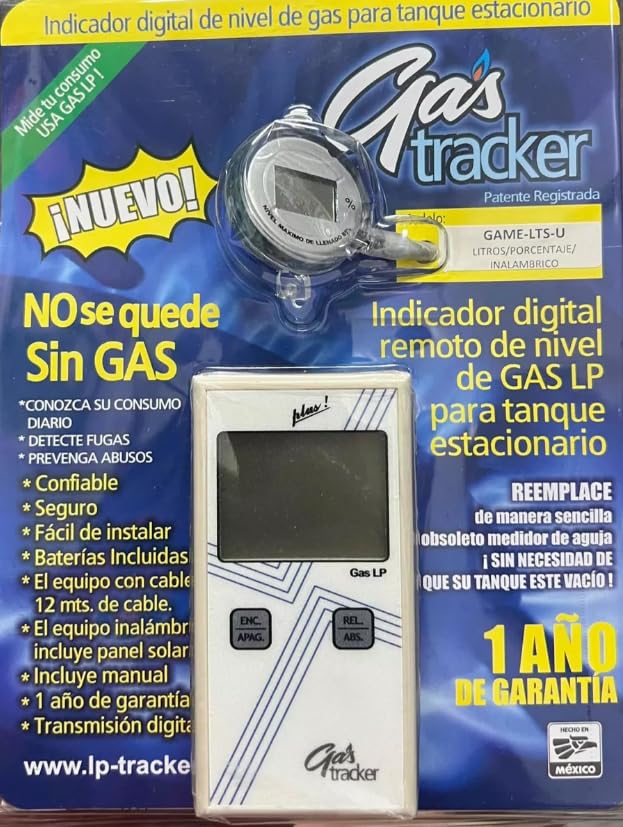 Indicador digital de nivel de gas para tanque estacionario
Mide tu consumo
USA GAS LP !
Gas
tracker
Patente Registrada
¡NUEVO!
%
NIVEL MAXIMO DE LLENADO
GAME-LTS-U
LITROS/PORCENTAJE/
INALAMBRICO
NO se quede
Sin GAS
*CONOZCA SU CONSUMO
DIARIO
* DETECTE FUGAS
* PREVENGA ABUSOS
* Confiable
* Seguro
* Fácil de instalar
* Baterías Incluidas
* El equipo con cable
12 mts. de cable.
* El equipo inalámbr
incluye panel solar
* Incluye manual
* 1 año de garantía
* Transmisión digita
www.lp-tracke
Indicador digital
remoto de nivel
de GAS LP
para tanque
estacionario
REEMPLACE
de manera sencilla
obsoleto medidor de aguja
¡ SIN NECESIDAD DE
QUE SU TANQUE ESTE VACÍO !
1 AÑO
DE GARANTÍA
HECHO EN
MÉXICO
plus!
Gas LP
ENC.
APAG.
REL.
ABS.
Gas
tracker